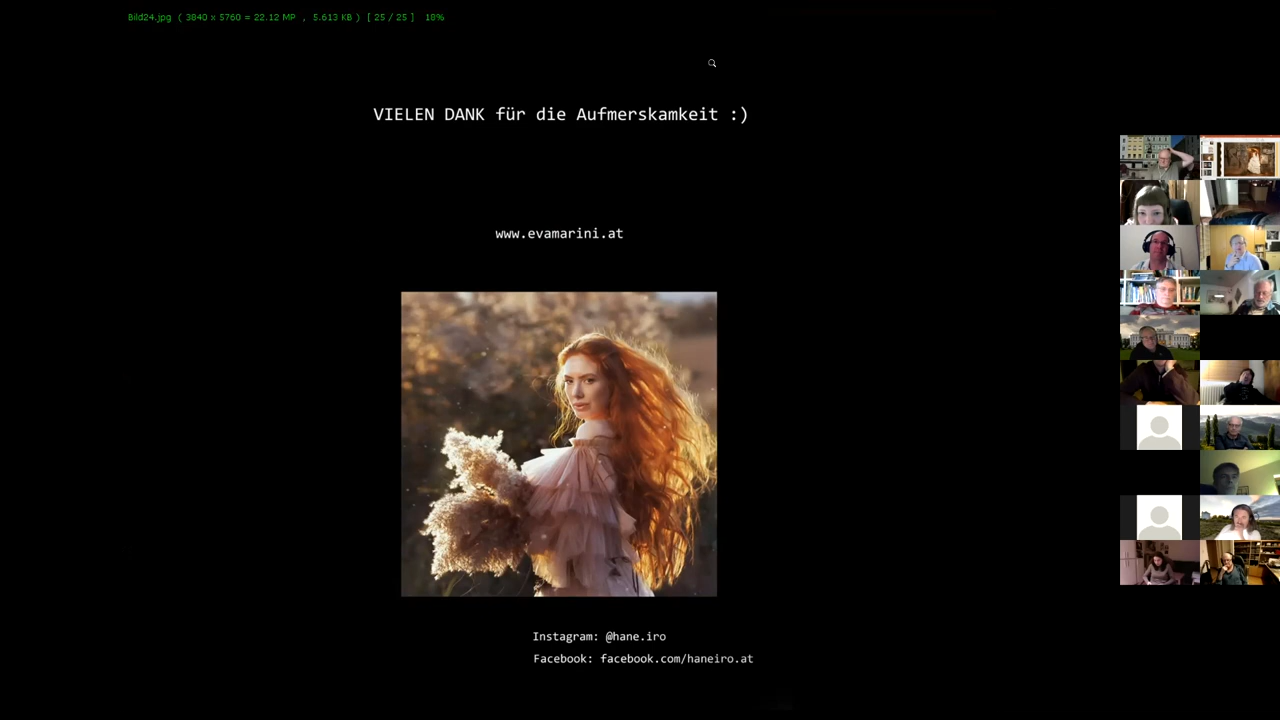 Bild24.jpg ( 3840 x 5760 = 22.12 MP , 5.613 KB ) [ 25 / 25 ] 10%
VIELEN DANK für die Aufmerskamkeit :)
www.evamarini.at
Instagram: @hane.iro
Facebook: facebook.com/haneiro.at